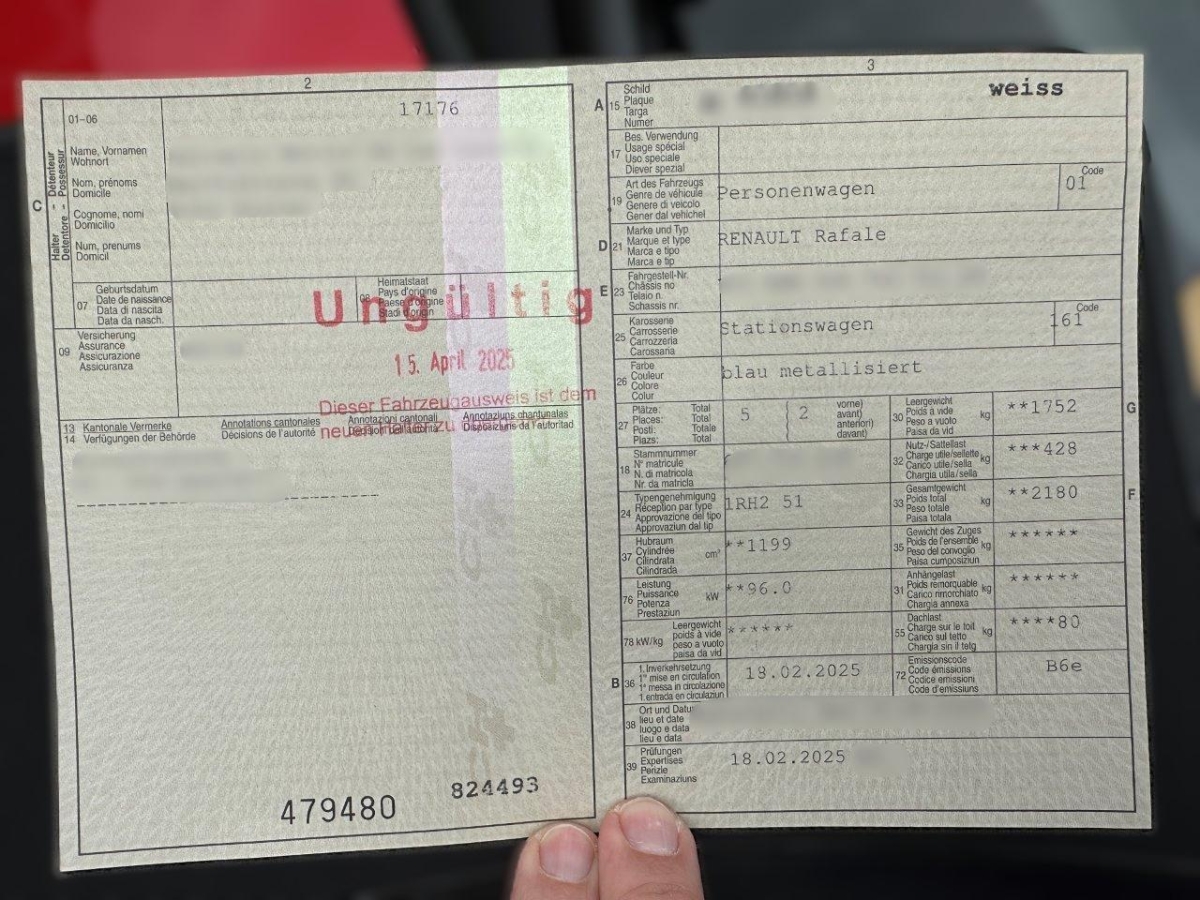 2
01-06
17176
C
Halter - Détenteur
Detentore - Possessur
Name, Vornamen
Wohnort
Nom, prénoms
Domicile
Cognome, nomi
Domicilio
Num, prenums
Domicil
07
Geburtsdatum
Date de naissance
Data di nascita
Data da nasch.
Heimatstaat
Pays d'origine
Paese d'origine
Stadi d'origin
Ungültig
09
Versicherung
Assurance
Assicurazione
Assicuranza
15. April 2025
Dieser Fahrzeugausweis ist dem
neuen Halter zu
13 Kantonale Vermerke
14 Verfügungen der Behörde
Annotations cantonales
Décisions de l'autorité
Annotazioni cantonali
Decisioni dell'autorità
Annotaziuns chantunalas
Disposiziuns da l'autoritad
479480
824493
3
A
15
Schild
Plaque
Targa
Numer
weiss
17
Bes. Verwendung
Usage spécial
Uso speciale
Diever spezial
19
Art des Fahrzeugs
Genre de véhicule
Genere di veicolo
Gener dal vehichel
Personenwagen
Code
01
D
21
Marke und Typ
Marque et type
Marca e tipo
Marca e tip
RENAULT Rafale
E
23
Fahrgestell-Nr.
Châssis no
Telaio n.
Schassis nr.
25
Karosserie
Carrosserie
Carrozzeria
Carossaria
Stationswagen
Code
161
26
Farbe
Couleur
Colore
Colur
blau metallisiert
27
Plätze: Total
Places: Total
Posti: Totale
Plazs: Total
5
2
vorne)
avant)
anteriori)
davant)
30
Leergewicht
Poids à vide
Peso a vuoto
Paisa da vid
kg
**1752
G
18
Stammnummer
N° matricule
N. di matricola
Nr. da matricla
32
Nutz-/Sattellast
Charge utile/sellette
Carico utile/sella
Chargia utila/sella
kg
***428
24
Typengenehmigung
Réception par type
Approvazione del tipo
Approvaziun dal tip
1RH2 51
33
Gesamtgewicht
Poids total
Peso totale
Paisa totala
kg
**2180
F
37
Hubraum
Cylindrée
Cilindrata
Cilindrada
cm³
**1199
35
Gewicht des Zuges
Poids de l'ensemble
Peso del convoglio
Paisa cumposiziun
kg
******
76
Leistung
Puissance
Potenza
Prestaziun
kW
**96.0
31
Anhängelast
Poids remorquable
Carico rimorchiato
Chargia annexa
kg
******
78 kW/kg
Leergewicht
poids à vide
peso a vuoto
paisa da vid
******
55
Dachlast
Charge sur le toit
Carico sul tetto
Chargia sin il tetg
kg
****80
B
36
1. Inverkehrsetzung
1re mise en circulation
1a messa in circolazione
1. entrada en circulaziun
18.02.2025
72
Emissionscode
Code émissions
Codice emissioni
Code d'emissiuns
B6e
38
Ort und Datu
lieu et date
luogo e data
lieu e data
39
Prüfungen
Expertises
Perizie
Examinaziuns
18.02.2025